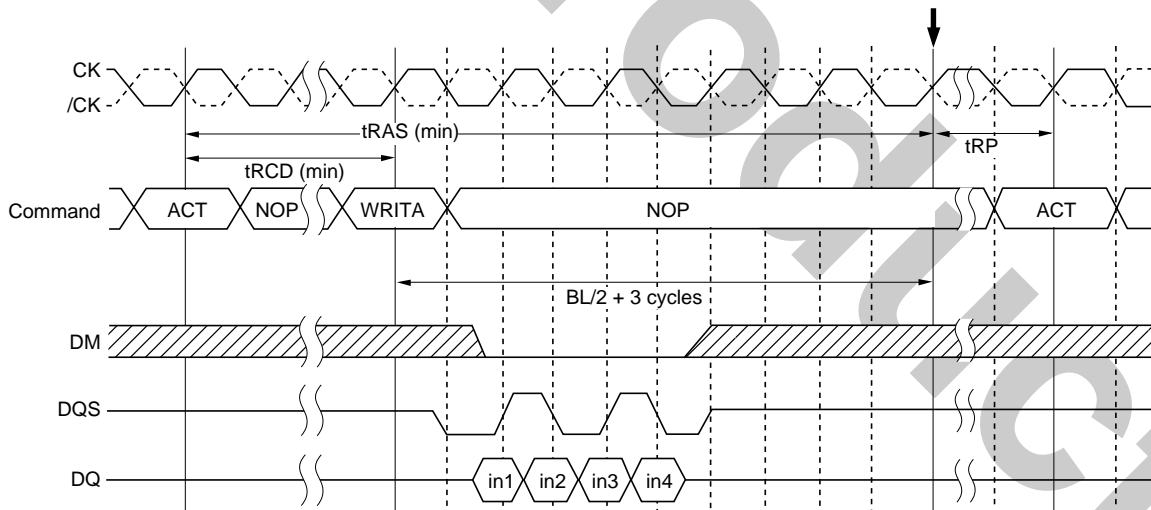 CK
/CK
tRAS (min)
tRP
tRCD (min)
Command
ACT
NOP
WRITA
NOP
ACT
BL/2 + 3 cycles
DM
DQS
DQ
in1
in2
in3
in4